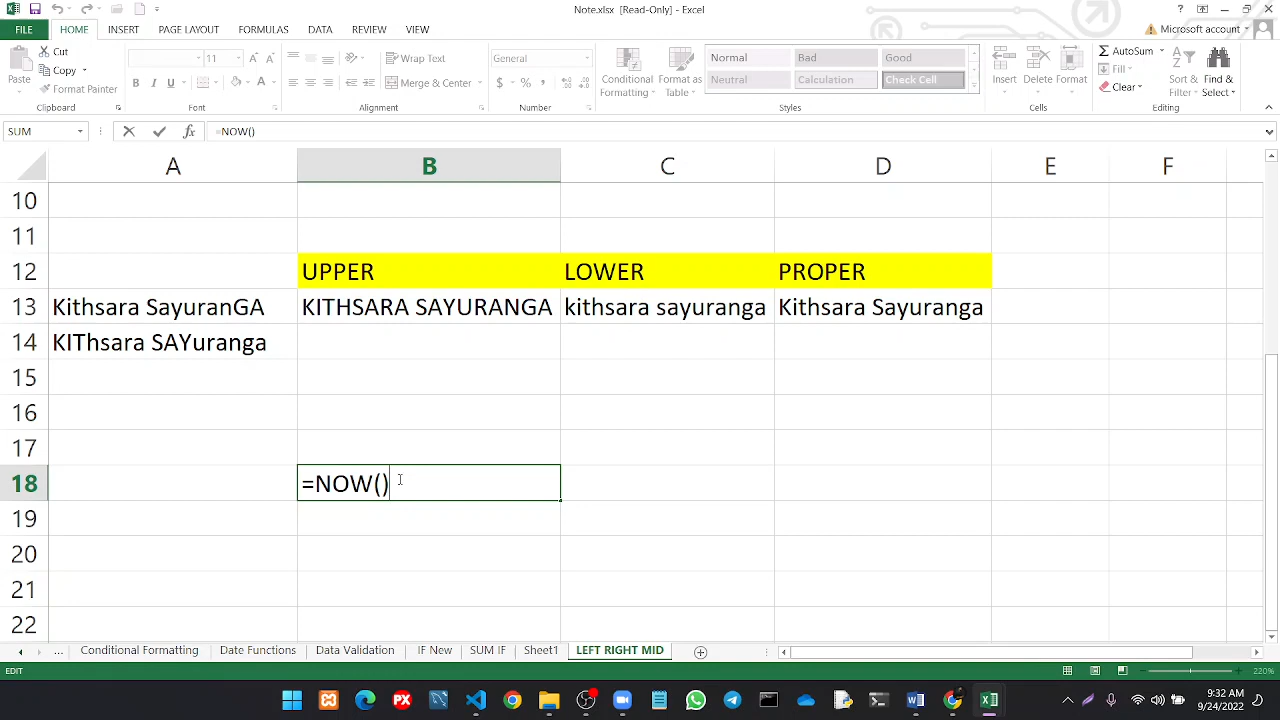 Note.xlsx [Read-Only] - Excel
FILE HOME INSERT PAGE LAYOUT FORMULAS DATA REVIEW VIEW Microsoft account
Paste
Cut
Copy
Format Painter
Clipboard
11
B I U
Font
Wrap Text
Merge & Center
Alignment
General
$ % ,
Number
Conditional Formatting
Format as Table
Normal Bad Good
Neutral Calculation Check Cell
Styles
Insert Delete Format
Cells
AutoSum
Fill
Clear
Sort & Filter
Find & Select
Editing
SUM fx =NOW()
A B C D E F
10
11
12 UPPER LOWER PROPER
13 Kithsara SayuranGA KITHSARA SAYURANGA kithsara sayuranga Kithsara Sayuranga
14 KIThsara SAYuranga
15
16
17
18 =NOW()
19
20
21
22
... Conditional Formatting Date Functions Data Validation IF New SUM IF Sheet1 LEFT RIGHT MID
EDIT 220%
9:32 AM
9/24/2022